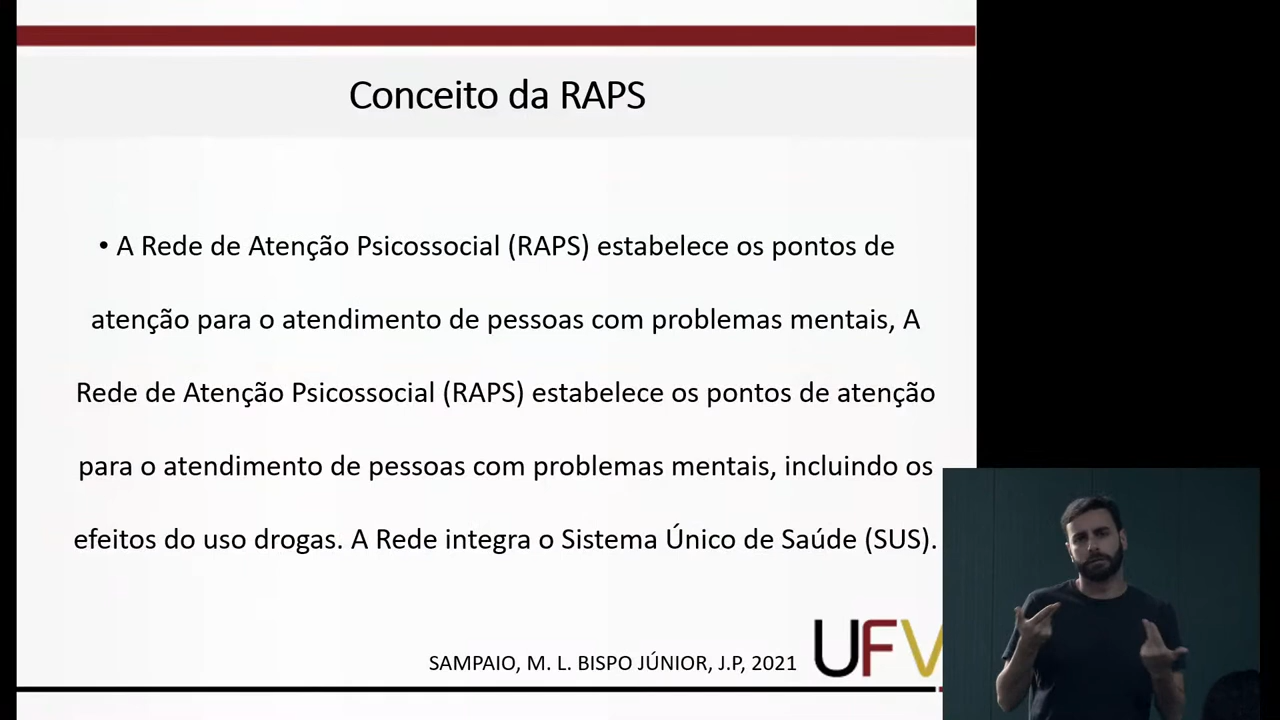 Conceito da RAPS
• A Rede de Atenção Psicossocial (RAPS) estabelece os pontos de
atenção para o atendimento de pessoas com problemas mentais, A
Rede de Atenção Psicossocial (RAPS) estabelece os pontos de atenção
para o atendimento de pessoas com problemas mentais, incluindo os
efeitos do uso drogas. A Rede integra o Sistema Único de Saúde (SUS).
SAMPAIO, M. L. BISPO JÚNIOR, J.P, 2021
UFV